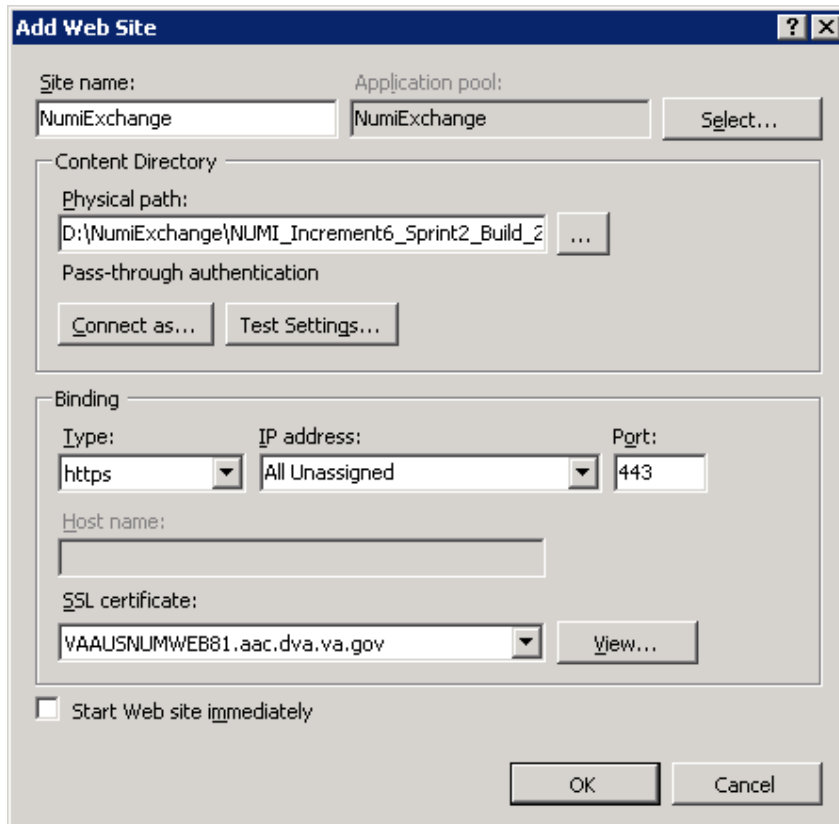 Add Web Site
Site name: Application pool:
NumiExchange NumiExchange Select...
Content Directory
Physical path:
D:\NumiExchange\NUMI_Increment6_Sprint2_Build_2 ...
Pass-through authentication
Connect as... Test Settings...
Binding
Type: IP address: Port:
https All Unassigned 443
Host name:
SSL certificate:
VAAUSNUMWEB81.aac.dva.va.gov View...
Start Web site immediately
OK Cancel